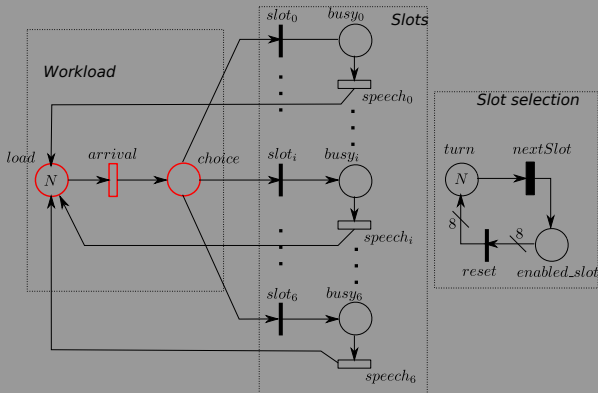 Workload
load
N
arrival
choice
Slots
slot₀
busy₀
speech₀
slotᵢ
busyᵢ
speechᵢ
slot₆
busy₆
speech₆
Slot selection
turn
N
nextSlot
8
8
reset
enabled_slot